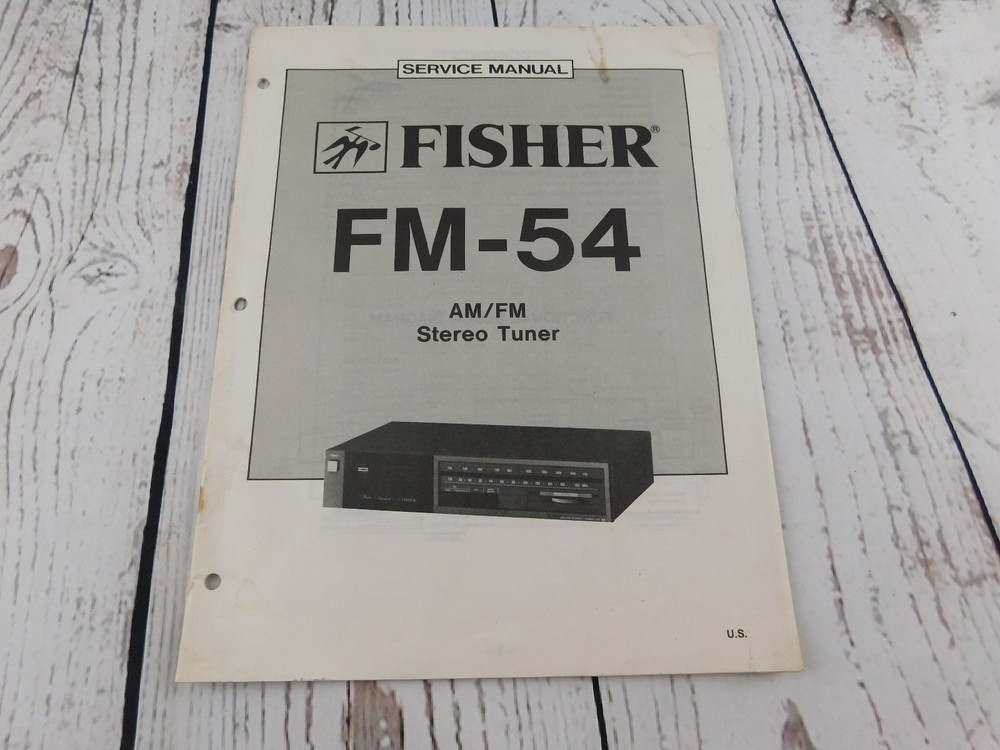 SERVICE MANUAL
FISHER®
FM-54
AM/FM
Stereo Tuner
U.S.